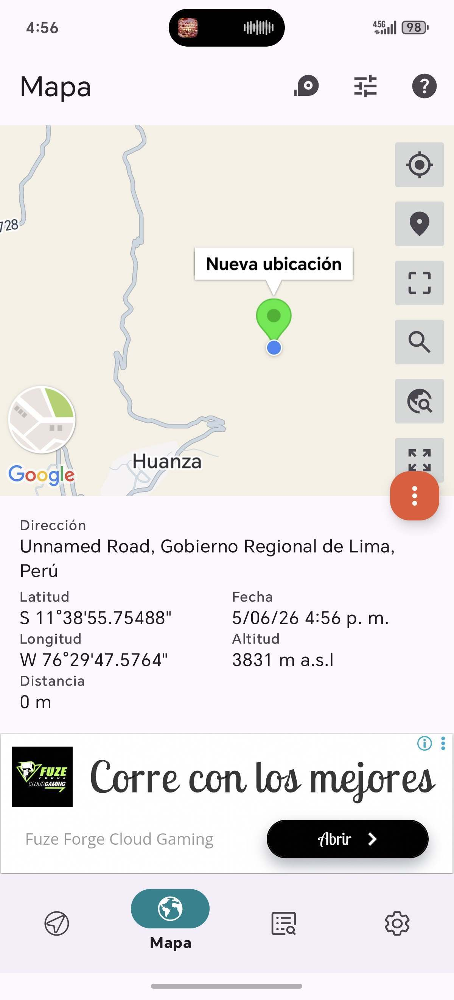 4:56
4.5G
98
Mapa
728
Nueva ubicación
Huanza
Google
Dirección
Unnamed Road, Gobierno Regional de Lima,
Perú
Latitud
S 11°38'55.75488"
Fecha
5/06/26 4:56 p. m.
Longitud
W 76°29'47.5764"
Altitud
3831 m a.s.l
Distancia
0 m
FUZE
FORGE
CLOUDGAMING
Corre con los mejores
Fuze Forge Cloud Gaming
Abrir
Mapa